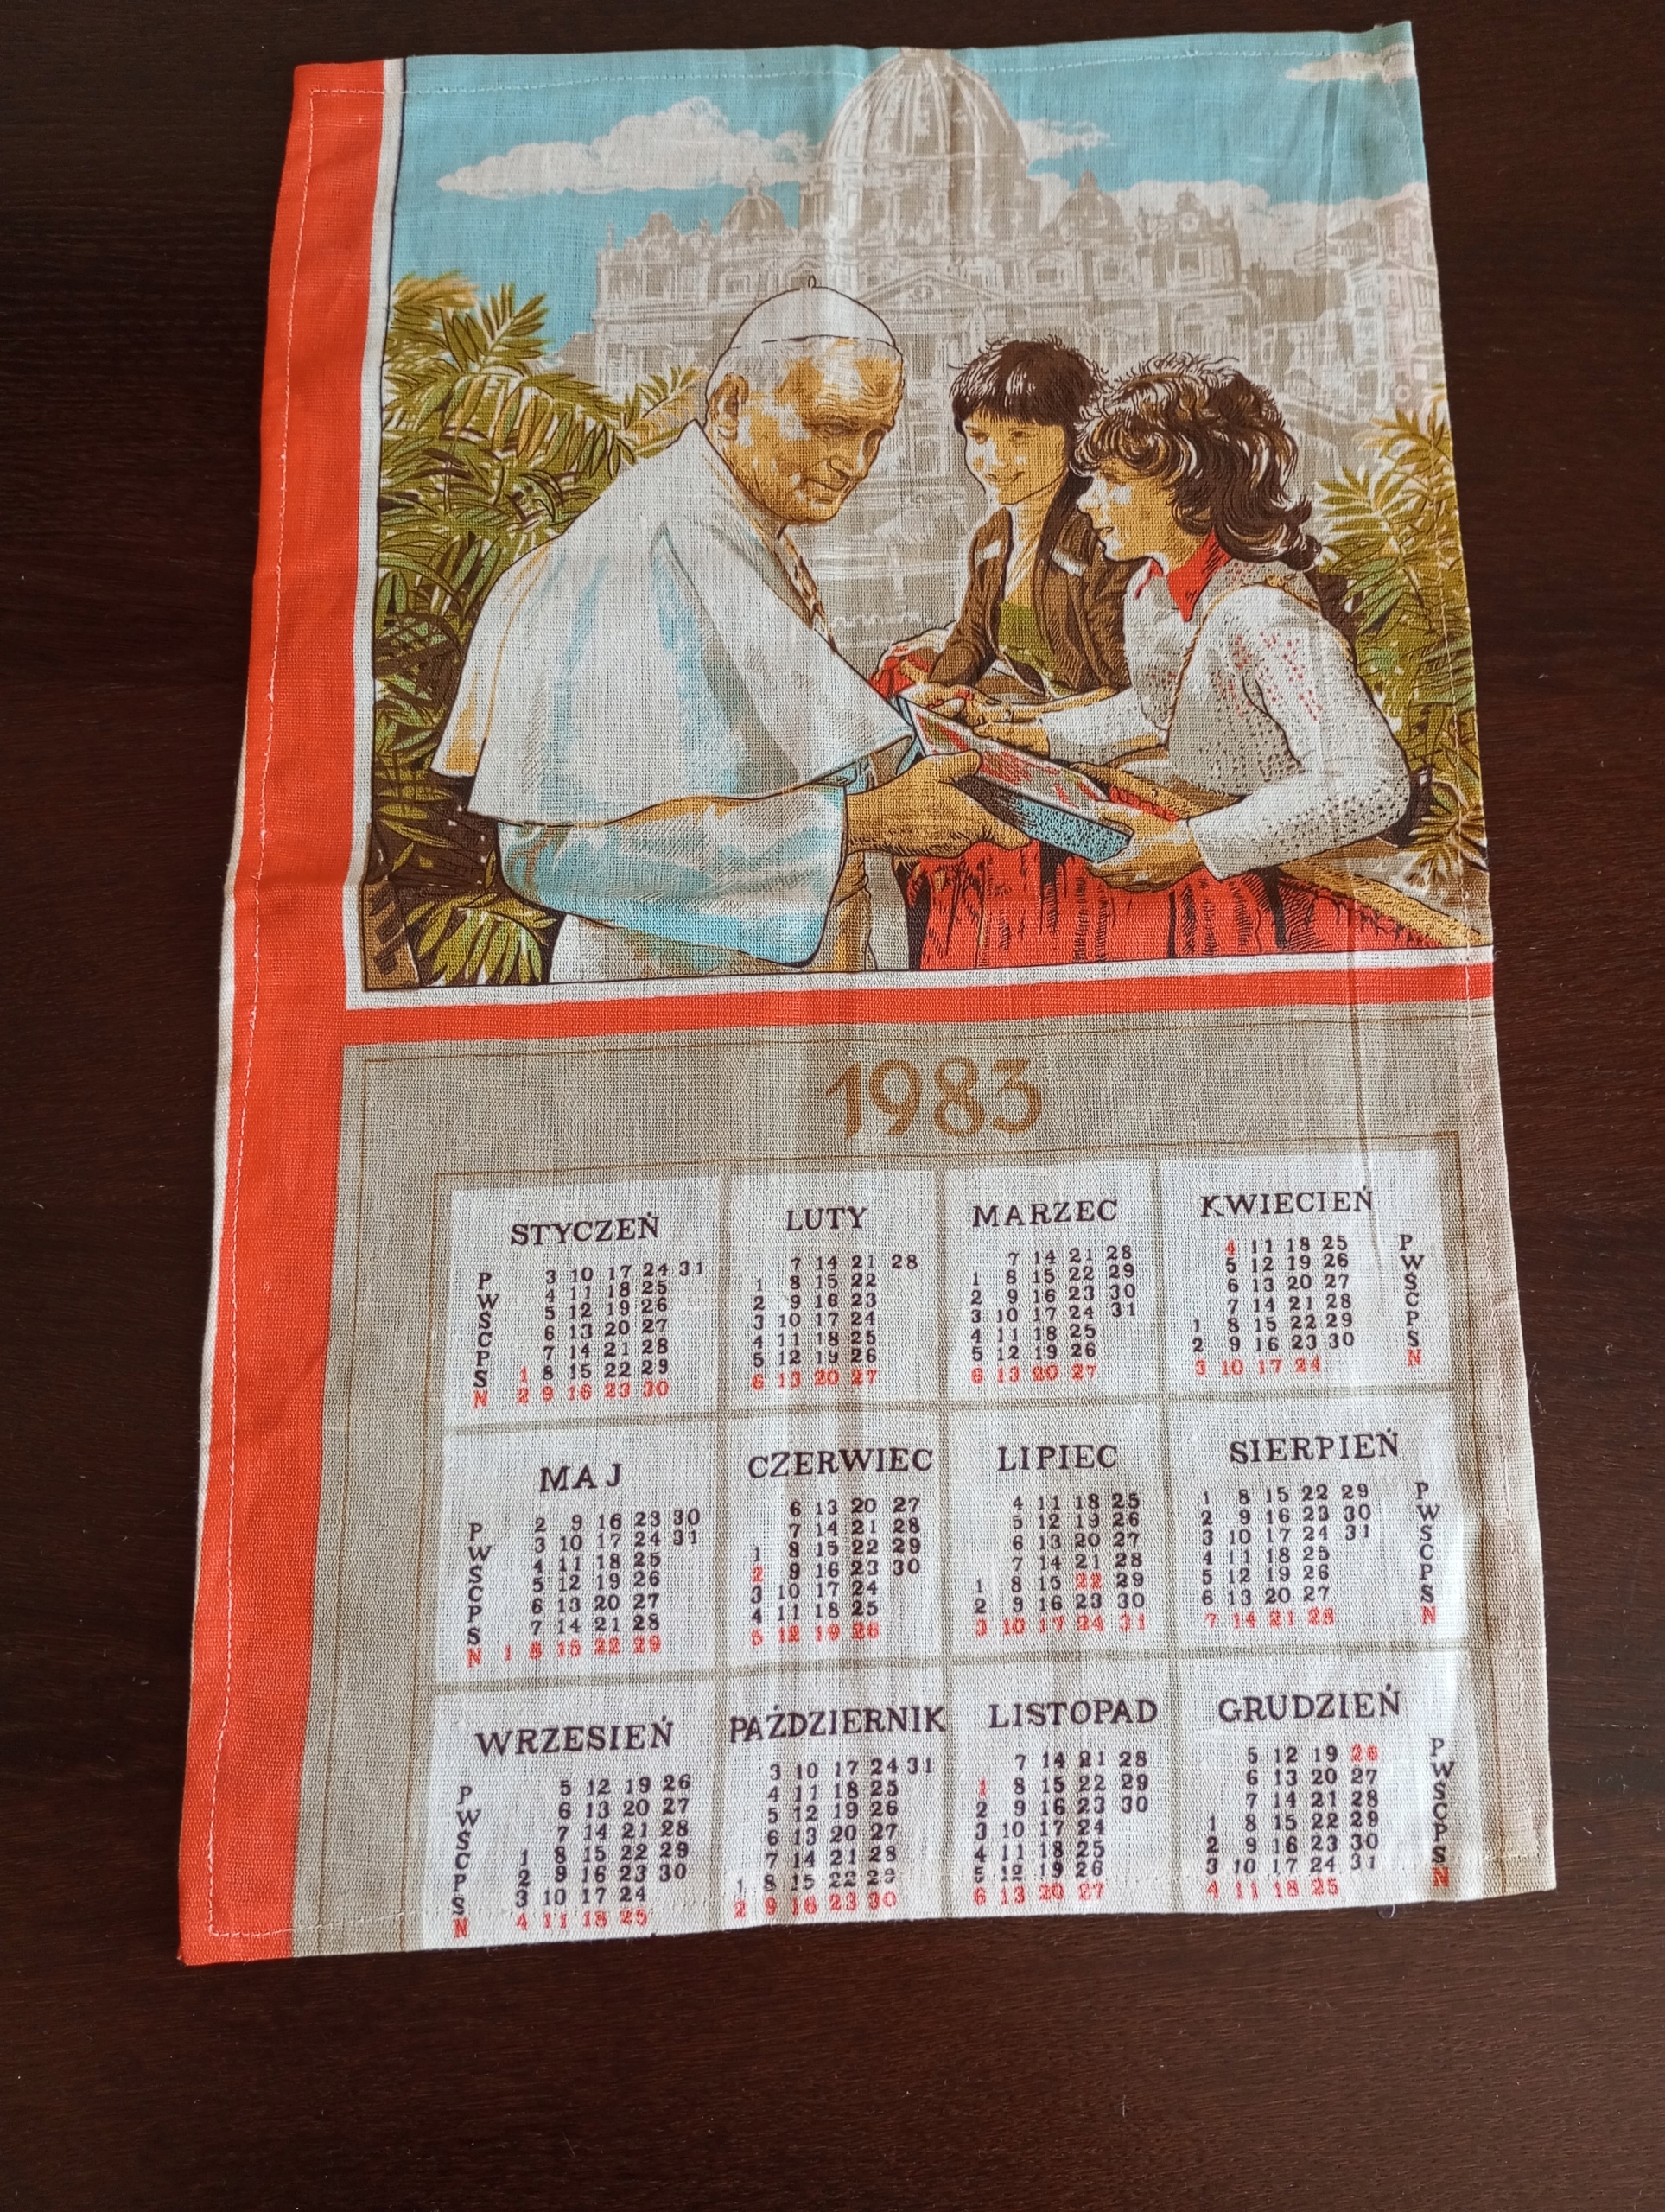 1983
STYCZEŃ LUTY MARZEC KWIECIEŃ
P 3 10 17 24 31 7 14 21 28 7 14 21 28 4 11 18 25 P
W 4 11 18 25 1 8 15 22 1 8 15 22 29 5 12 19 26 W
S 5 12 19 26 2 9 16 23 2 9 16 23 30 6 13 20 27 S
C 6 13 20 27 3 10 17 24 3 10 17 24 31 7 14 21 28 C
P 7 14 21 28 4 11 18 25 4 11 18 25 1 8 15 22 29 P
S 1 8 15 22 29 5 12 19 26 5 12 19 26 2 9 16 23 30 S
N 2 9 16 23 30 6 13 20 27 6 13 20 27 3 10 17 24 N
MAJ CZERWIEC LIPIEC SIERPIEŃ
P 2 9 16 23 30 6 13 20 27 4 11 18 25 1 8 15 22 29 P
W 3 10 17 24 31 7 14 21 28 5 12 19 26 2 9 16 23 30 W
S 4 11 18 25 1 8 15 22 29 6 13 20 27 3 10 17 24 31 S
C 5 12 19 26 2 9 16 23 30 7 14 21 28 4 11 18 25 C
P 6 13 20 27 3 10 17 24 1 8 15 22 29 5 12 19 26 P
S 7 14 21 28 4 11 18 25 2 9 16 23 30 6 13 20 27 S
N 1 8 15 22 29 5 12 19 26 3 10 17 24 31 7 14 21 28 N
WRZESIEŃ PAŹDZIERNIK LISTOPAD GRUDZIEŃ
P 5 12 19 26 3 10 17 24 31 7 14 21 28 5 12 19 26 P
W 6 13 20 27 4 11 18 25 1 8 15 22 29 6 13 20 27 W
S 7 14 21 28 5 12 19 26 2 9 16 23 30 7 14 21 28 S
C 1 8 15 22 29 6 13 20 27 3 10 17 24 1 8 15 22 29 C
P 2 9 16 23 30 7 14 21 28 4 11 18 25 2 9 16 23 30 P
S 3 10 17 24 1 8 15 22 29 5 12 19 26 3 10 17 24 31 S
N 4 11 18 25 2 9 16 23 30 6 13 20 27 4 11 18 25 N